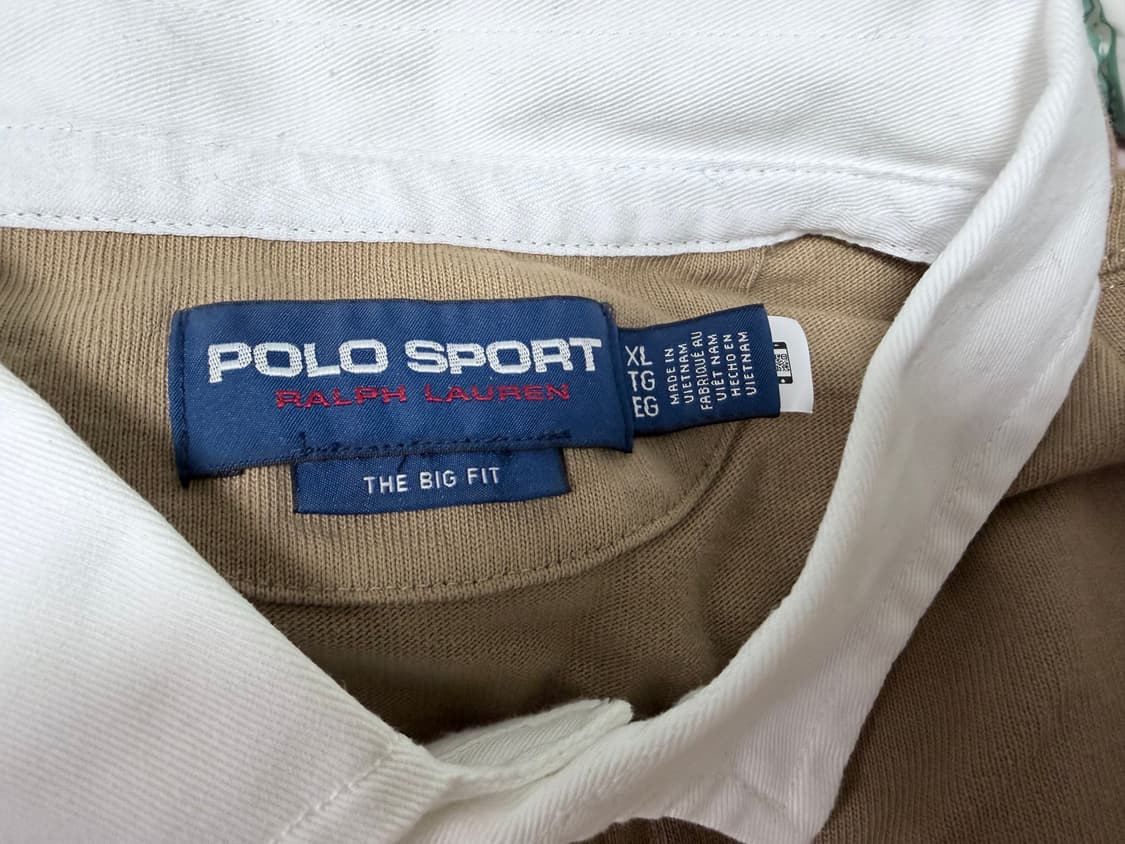 POLO SPORT
RALPH LAUREN
THE BIG FIT
XL
TG
EG
MADE IN
VIETNAM
FABRIQUÉ AU
VIÊT NAM
HECHO EN
VIETNAM